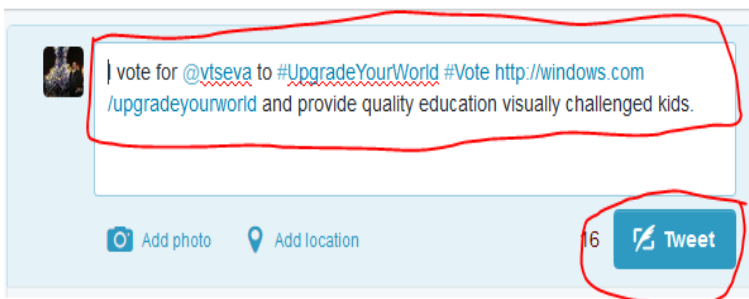 I vote for @vtseva to #UpgradeYourWorld #Vote http://windows.com
/upgradeyourworld and provide quality education visually challenged kids.
Add photo Add location 16 Tweet